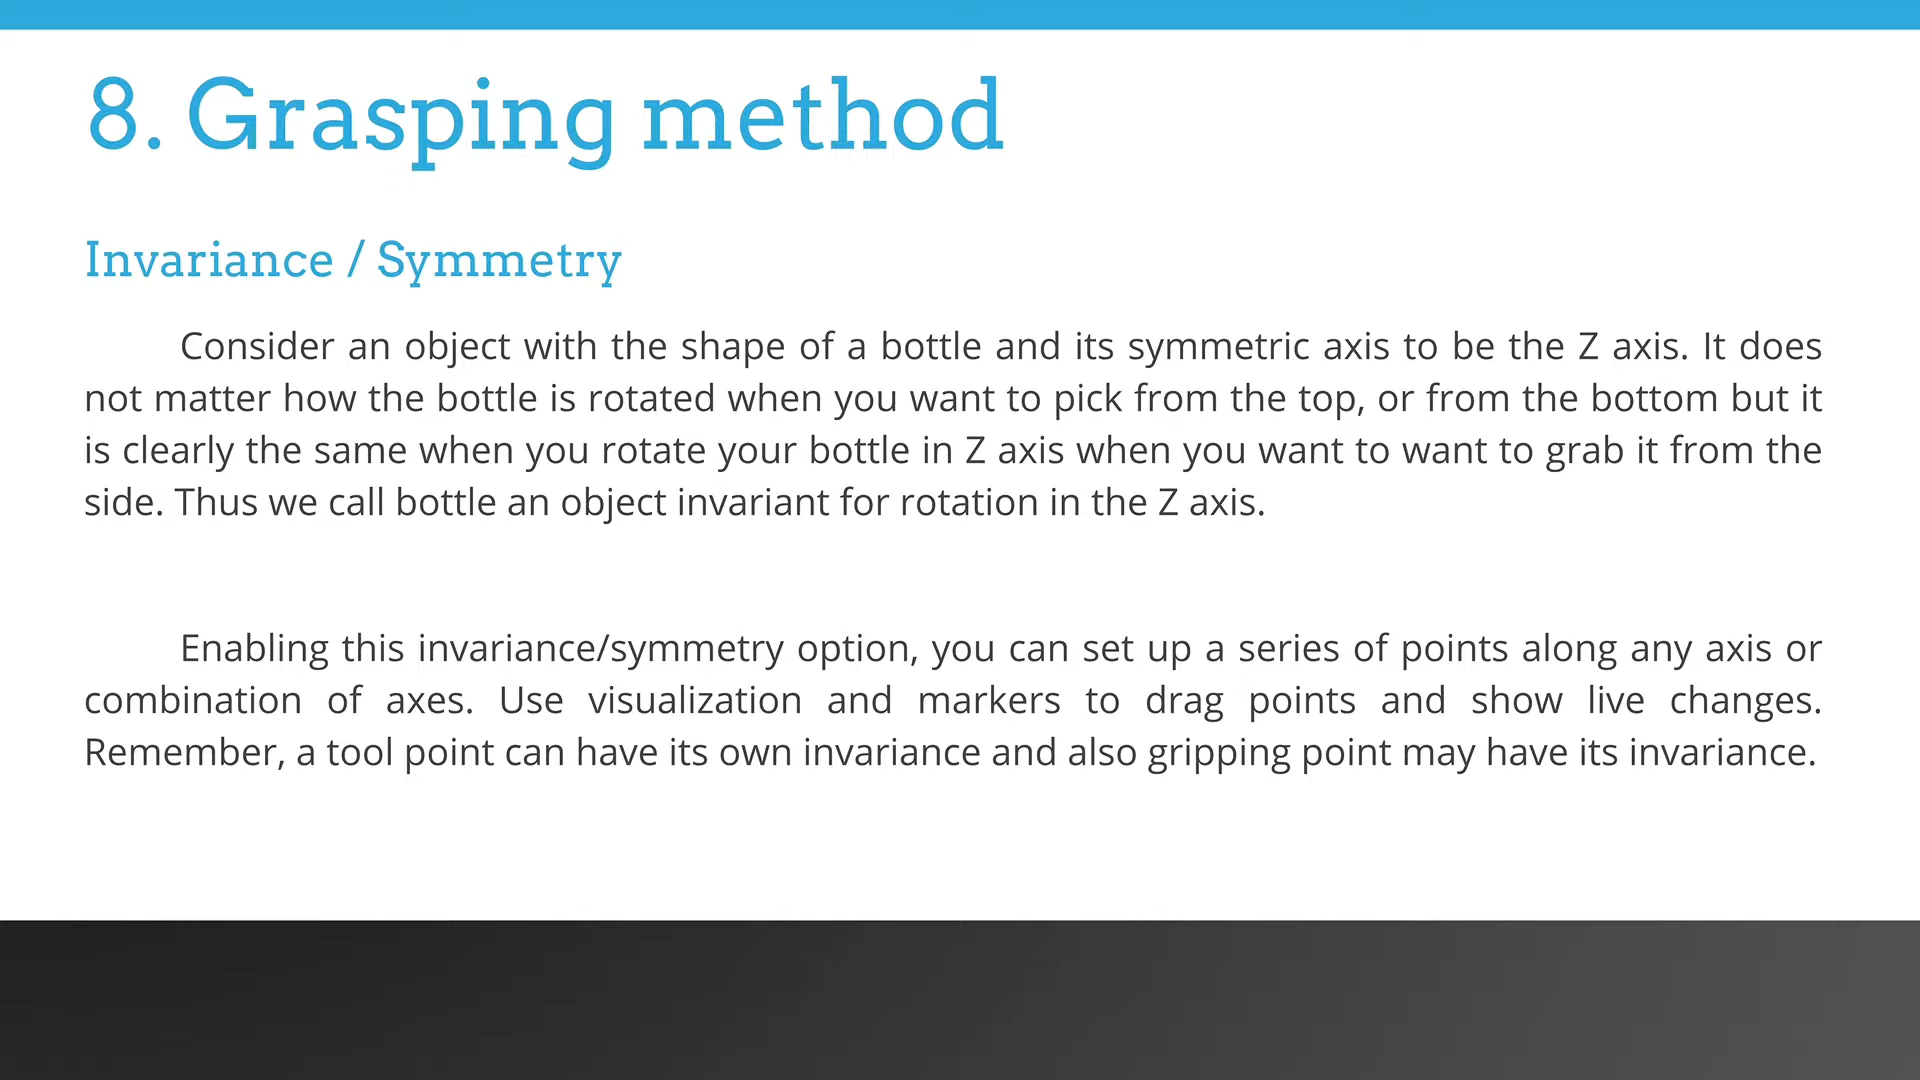 8. Grasping method
Invariance / Symmetry
Consider an object with the shape of a bottle and its symmetric axis to be the Z axis. It does
not matter how the bottle is rotated when you want to pick from the top, or from the bottom but it
is clearly the same when you rotate your bottle in Z axis when you want to want to grab it from the
side. Thus we call bottle an object invariant for rotation in the Z axis.
Enabling this invariance/symmetry option, you can set up a series of points along any axis or
combination of axes. Use visualization and markers to drag points and show live changes.
Remember, a tool point can have its own invariance and also gripping point may have its invariance.